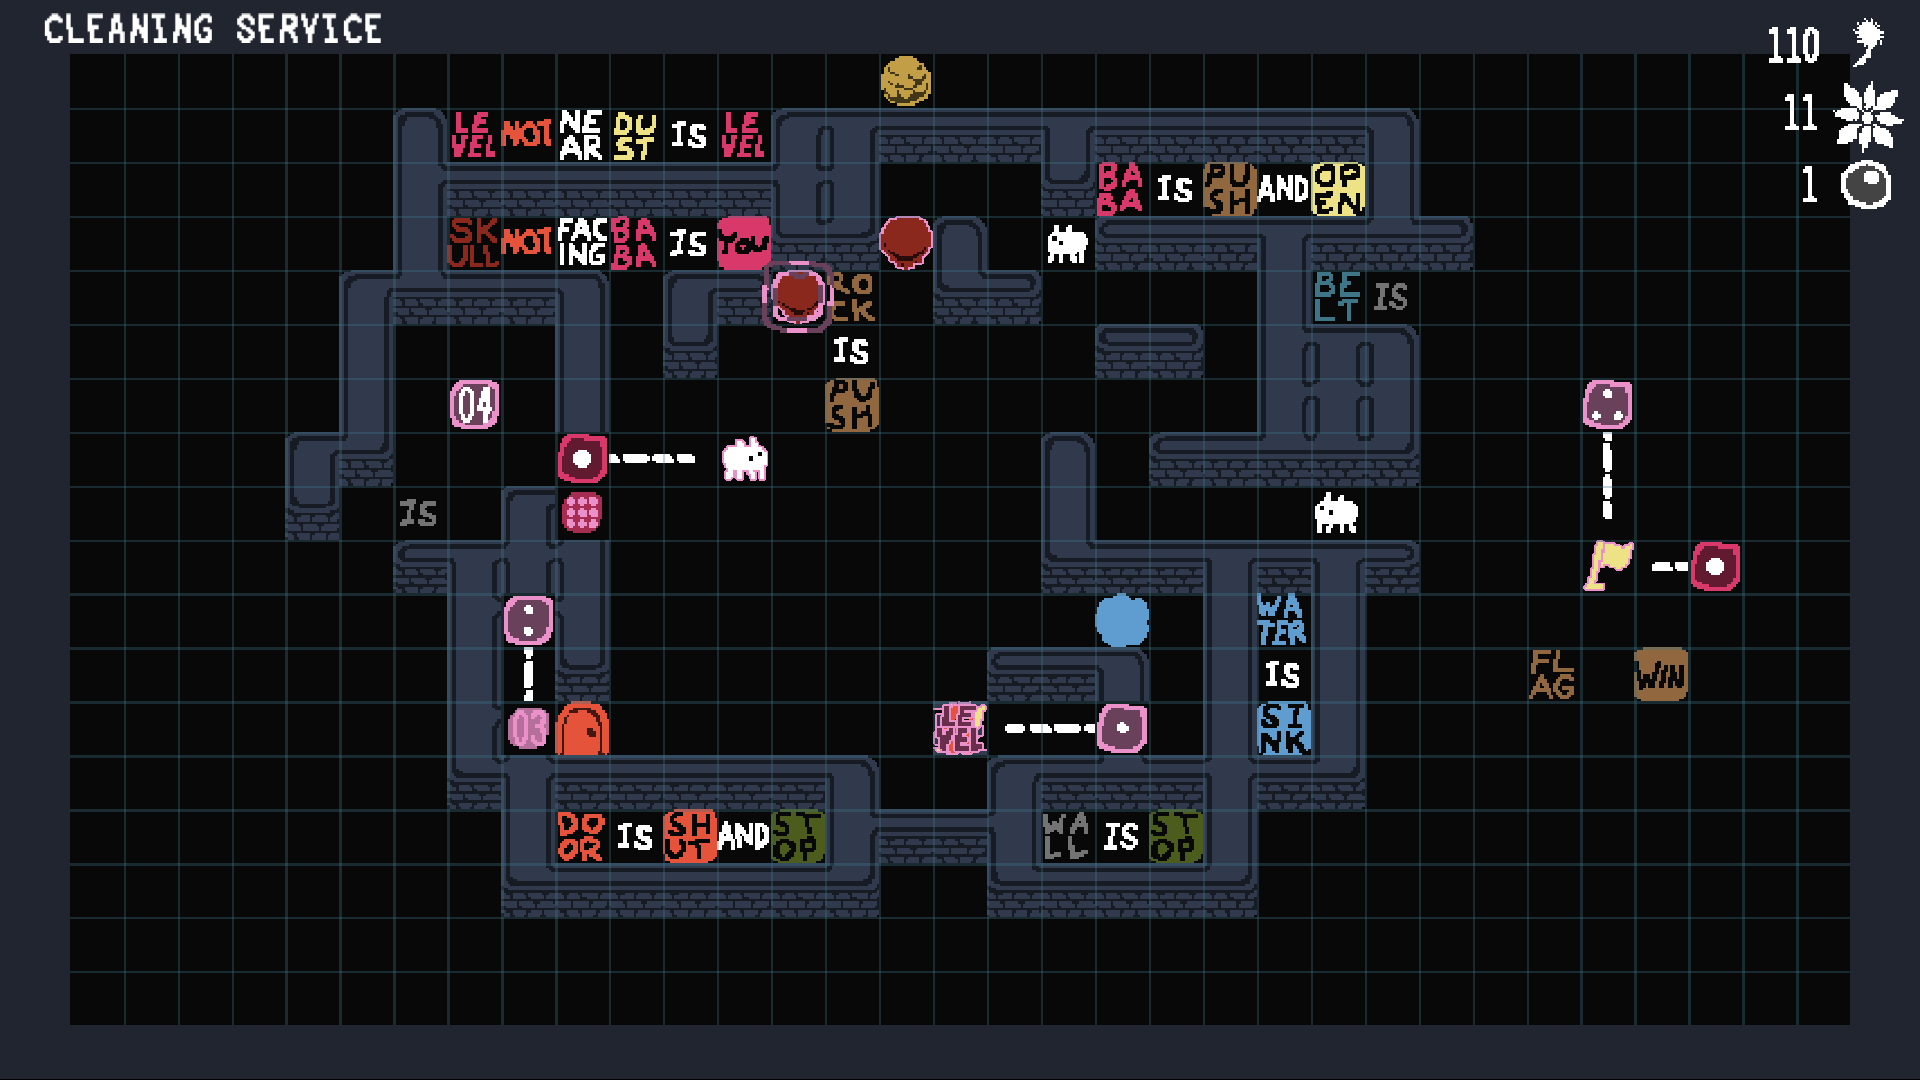 CLEANING SERVICE
110
11
1
LEVEL NOT NEAR DUST IS LEVEL
BABA IS PUSH AND OPEN
SKULL NOT FACING BABA IS YOU
ROCK
BELT IS
IS
04
PUSH
IS
WATER
IS
FLAG WIN
03
LEVEL
SINK
DOOR IS SHUT AND STOP
WALL IS STOP